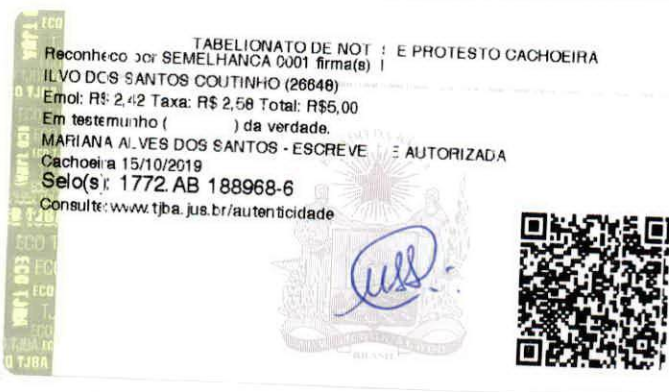 TABELIONATO DE NOT E PROTESTO CACHOEIRA
Reconheco por SEMELHANCA 0001 firma(s)
ILVO DOS SANTOS COUTINHO (26648)
Emol: R$ 2,42 Taxa: R$ 2,58 Total: R$5,00
Em testemunho ( ) da verdade.
MARIANA ALVES DOS SANTOS - ESCREVE E AUTORIZADA
Cachoeira 15/10/2019
Selo(s): 1772.AB 188968-6
Consulte: www.tjba.jus.br/autenticidade